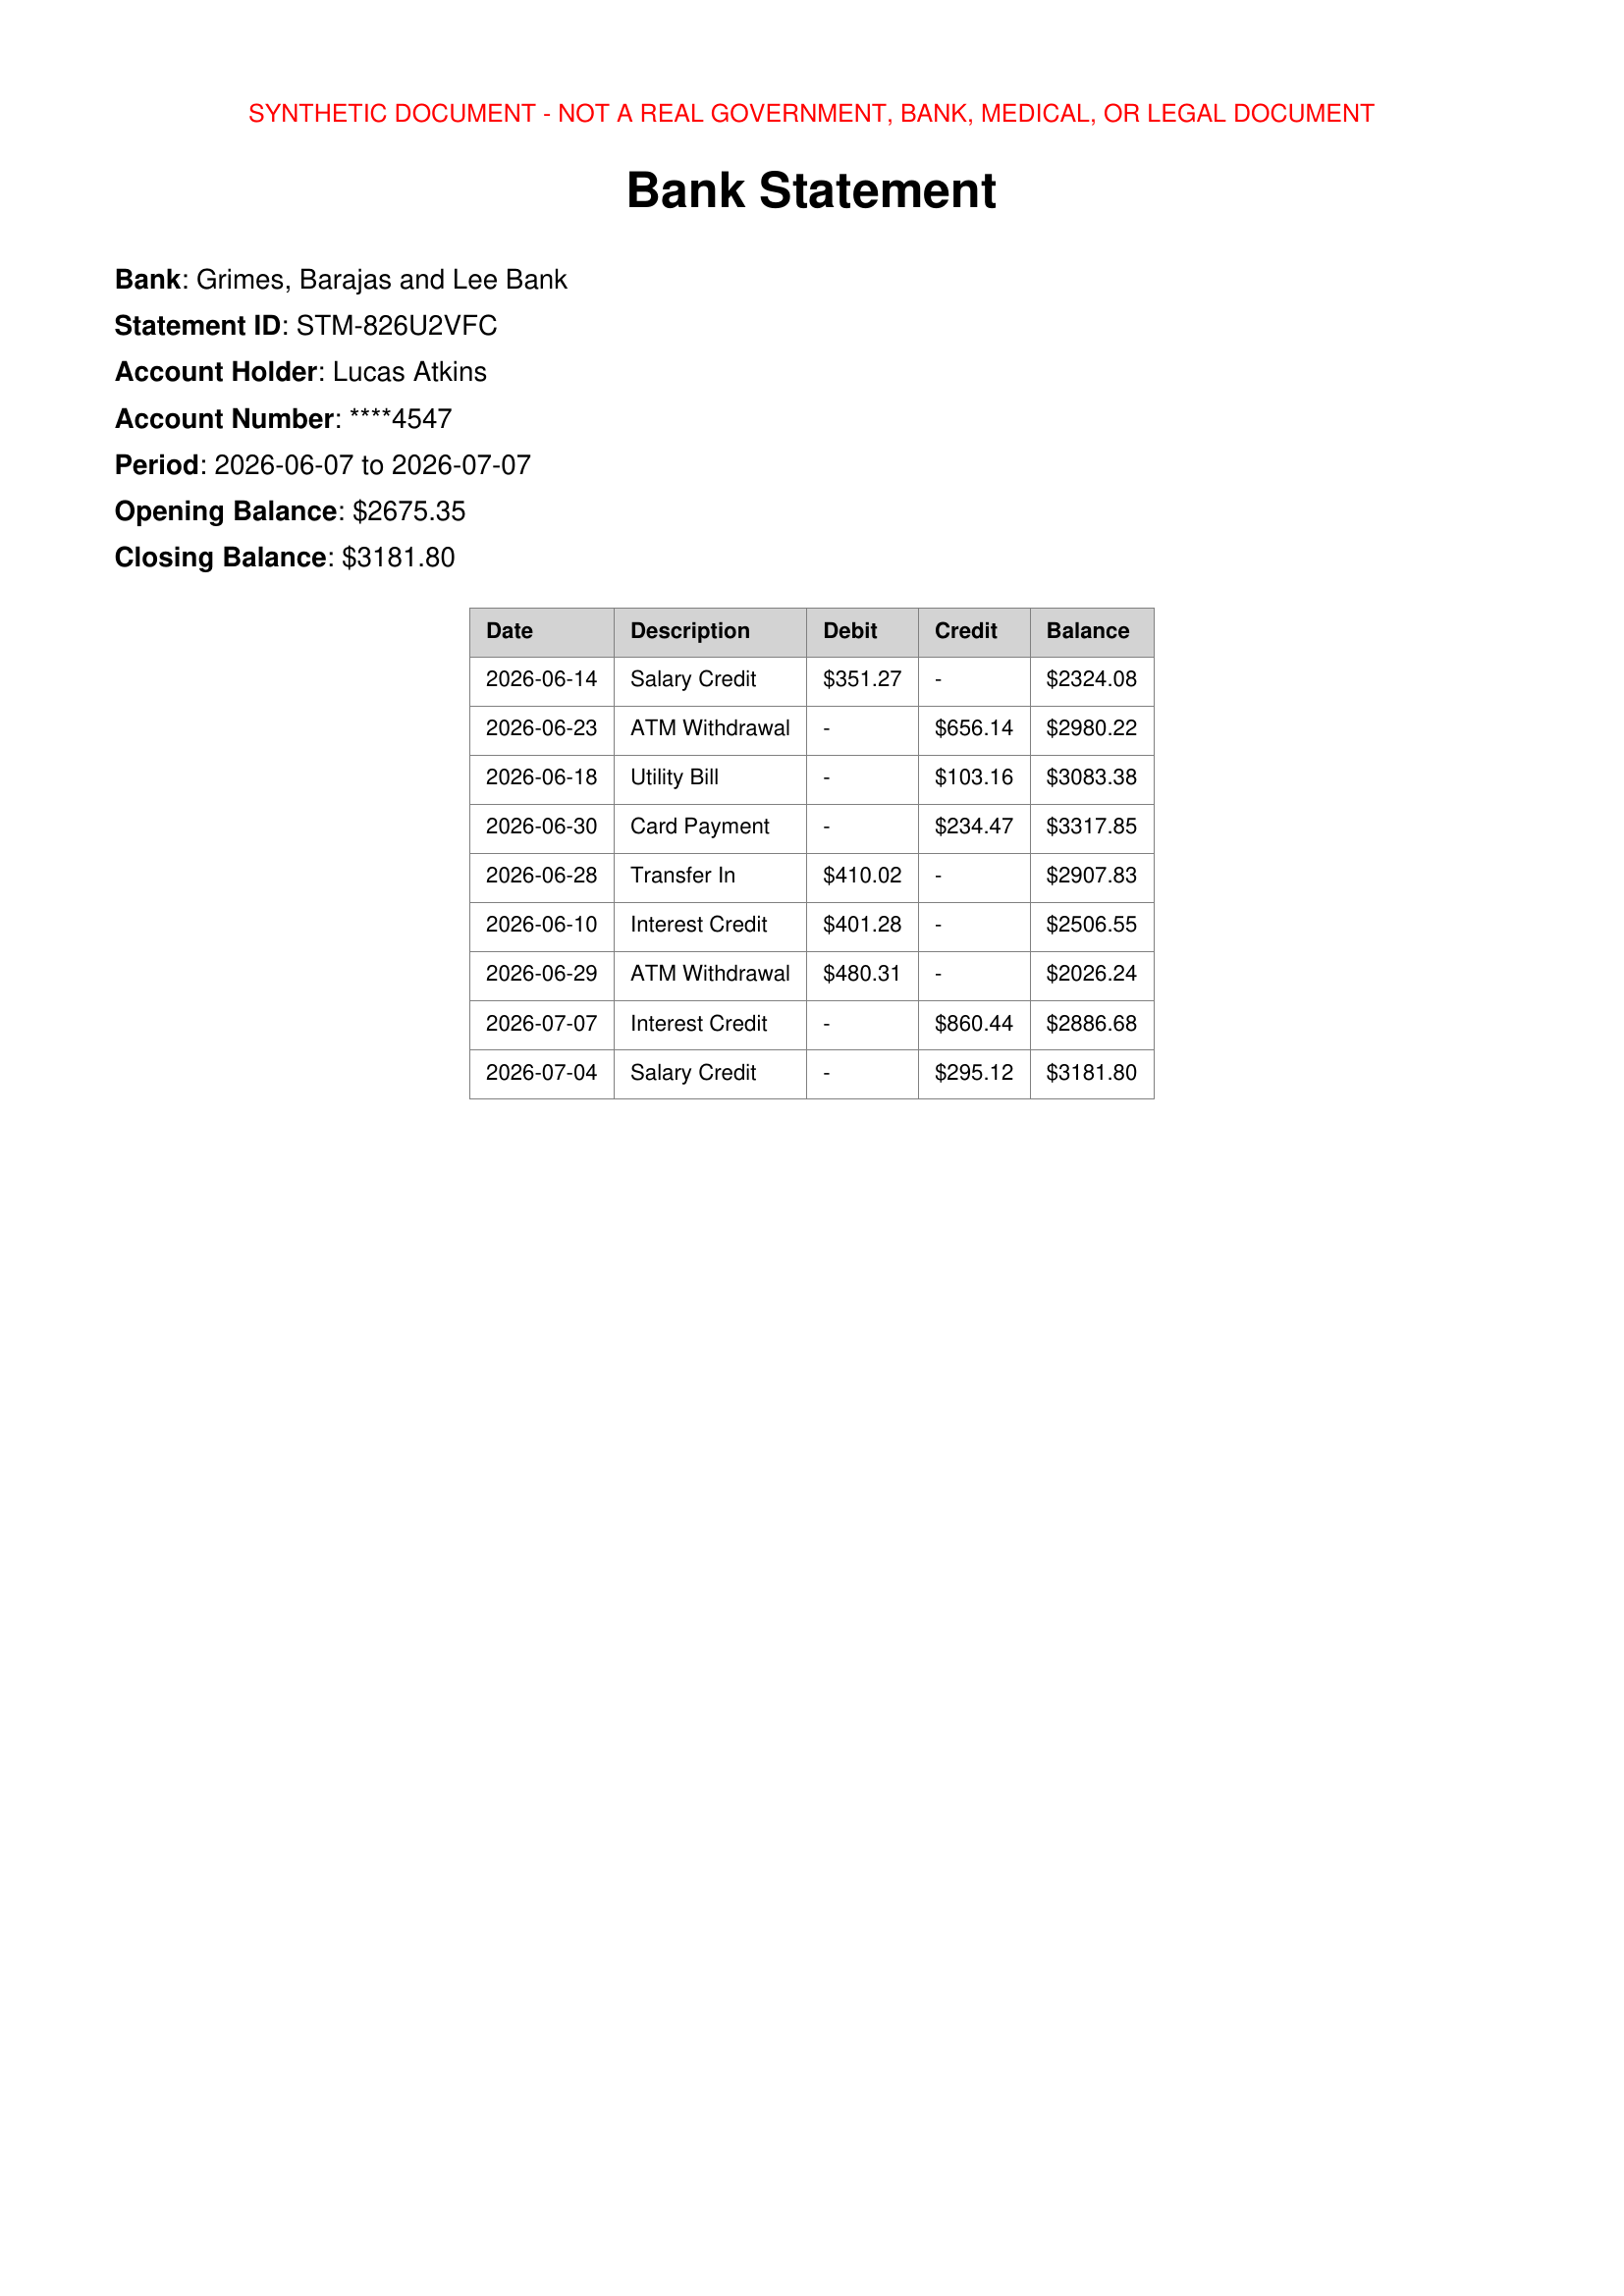 SYNTHETIC DOCUMENT - NOT A REAL GOVERNMENT, BANK, MEDICAL, OR LEGAL DOCUMENT
Bank Statement
Bank: Grimes, Barajas and Lee Bank
Statement ID: STM-826U2VFC
Account Holder: Lucas Atkins
Account Number: ****4547
Period: 2026-06-07 to 2026-07-07
Opening Balance: $2675.35
Closing Balance: $3181.80
Date Description Debit Credit Balance
2026-06-14 Salary Credit $351.27 - $2324.08
2026-06-23 ATM Withdrawal - $656.14 $2980.22
2026-06-18 Utility Bill - $103.16 $3083.38
2026-06-30 Card Payment - $234.47 $3317.85
2026-06-28 Transfer In $410.02 - $2907.83
2026-06-10 Interest Credit $401.28 - $2506.55
2026-06-29 ATM Withdrawal $480.31 - $2026.24
2026-07-07 Interest Credit - $860.44 $2886.68
2026-07-04 Salary Credit - $295.12 $3181.80